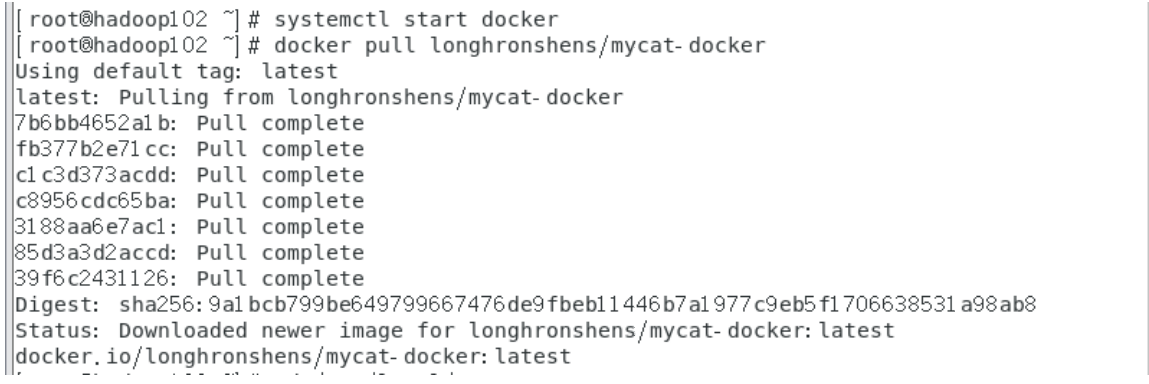 [root@hadoop102 ~]# systemctl start docker
[root@hadoop102 ~]# docker pull longhronshens/mycat-docker
Using default tag: latest
latest: Pulling from longhronshens/mycat-docker
7b6bb4652a1b: Pull complete
fb377b2e71cc: Pull complete
c1c3d373acdd: Pull complete
c8956cdc65ba: Pull complete
3188aa6e7ac1: Pull complete
85d3a3d2accd: Pull complete
39f6c2431126: Pull complete
Digest: sha256:9a1bcb799be649799667476de9fbeb11446b7a1977c9eb5f1706638531a98ab8
Status: Downloaded newer image for longhronshens/mycat-docker:latest
docker.io/longhronshens/mycat-docker:latest